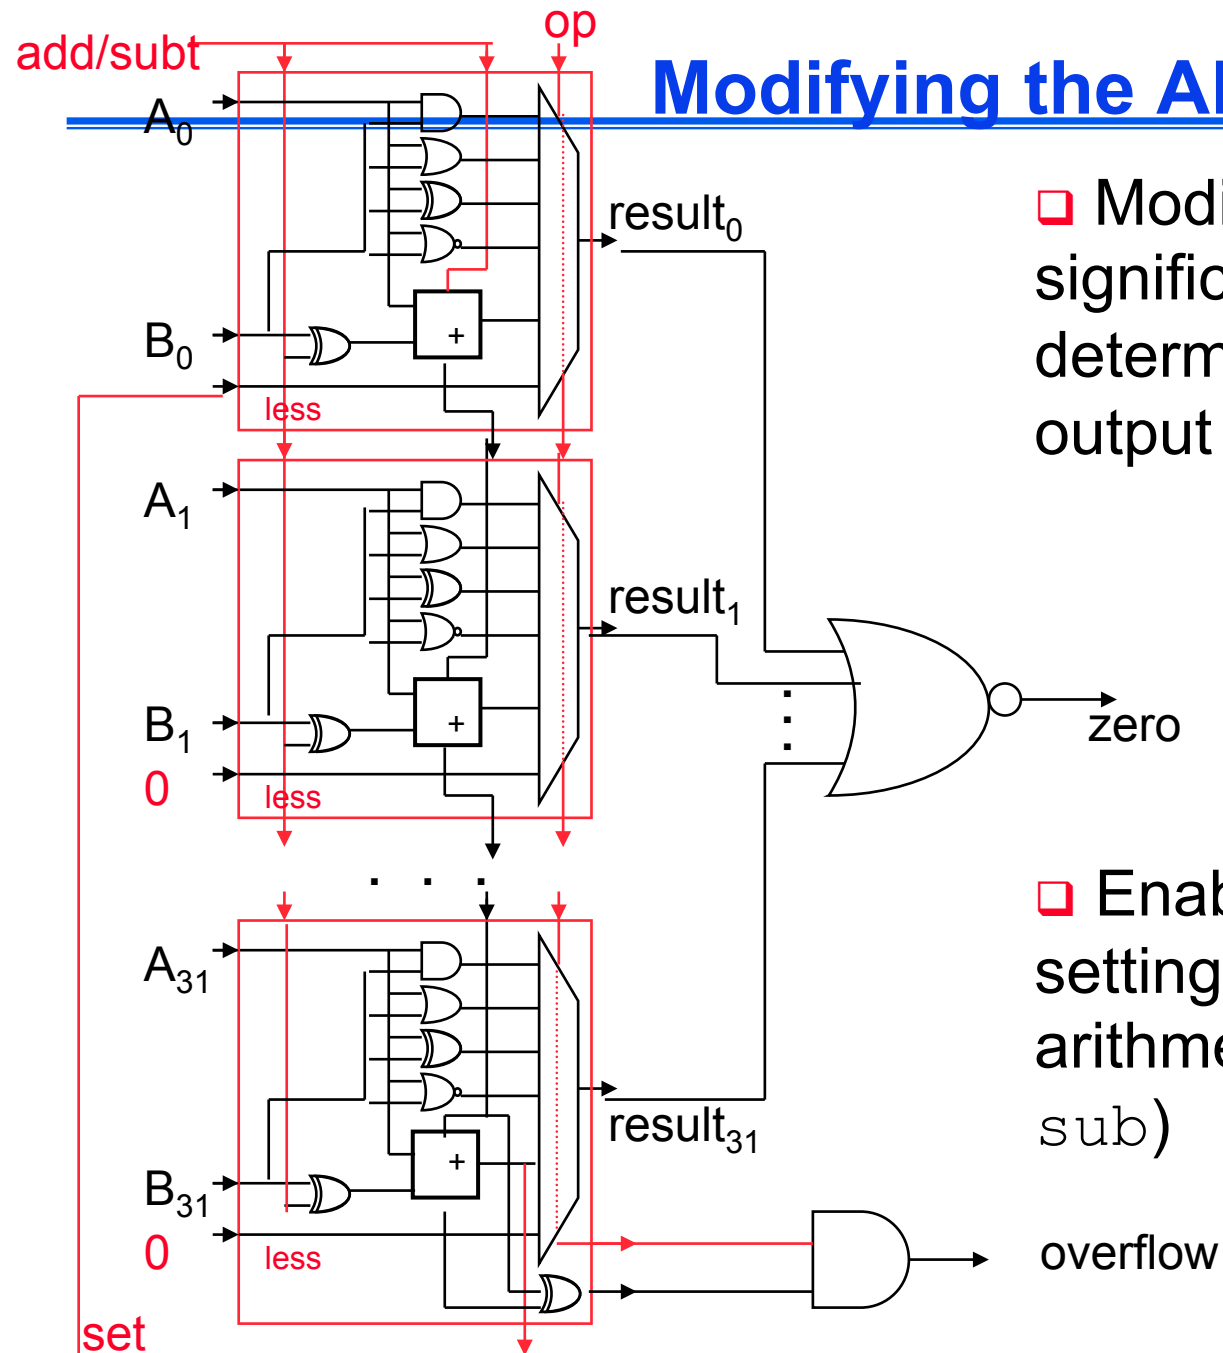 op
add/subt
Modifying the Al
A0
result0
B0
less
A1
result1
B1
0
less
zero
. . .
A31
result31
B31
0
less
set
overflow
+
+
+
❑ Modi
signific
determ
output
❑ Enab
setting
arithme
sub)